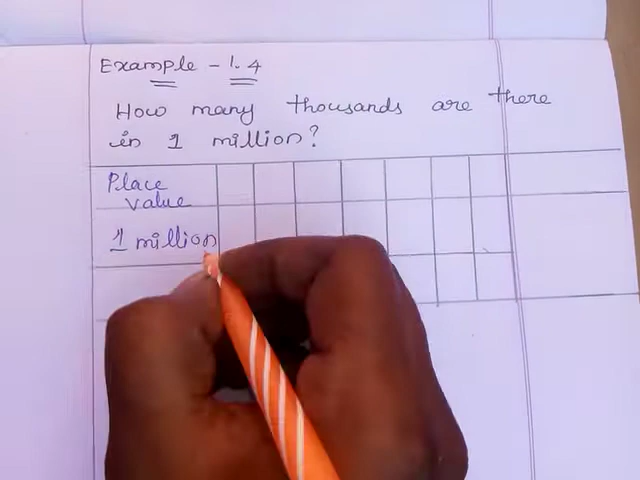 Example - 1.4
How many thousands are there
in 1 million?
Place
value
1 million